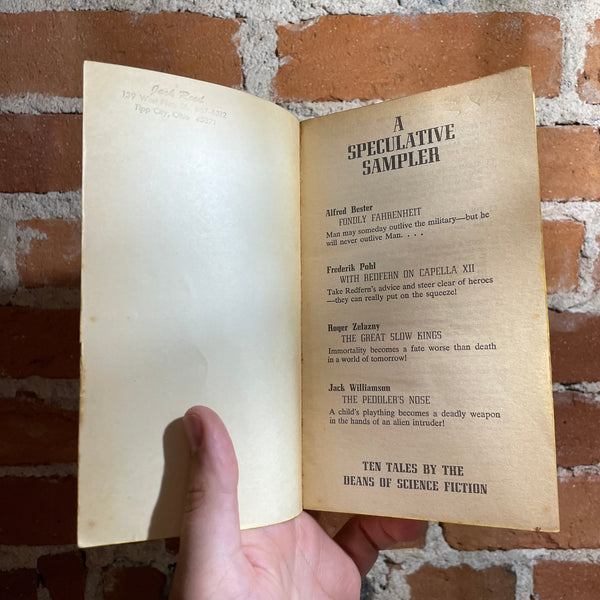 Jack Reed
Tipp City, Ohio 45371
A
SPECULATIVE
SAMPLER
Alfred Bester
FONDLY FAHRENHEIT
Man may someday outlive the military—but he
will never outlive Man. . . .
Frederik Pohl
WITH REDFERN ON CAPELLA XII
Take Redfern's advice and steer clear of heroes
—they can really put on the squeeze!
Roger Zelazny
THE GREAT SLOW KINGS
Immortality becomes a fate worse than death
in a world of tomorrow!
Jack Williamson
THE PEDDLER'S NOSE
A child's plaything becomes a deadly weapon
in the hands of an alien intruder!
TEN TALES BY THE
DEANS OF SCIENCE FICTION